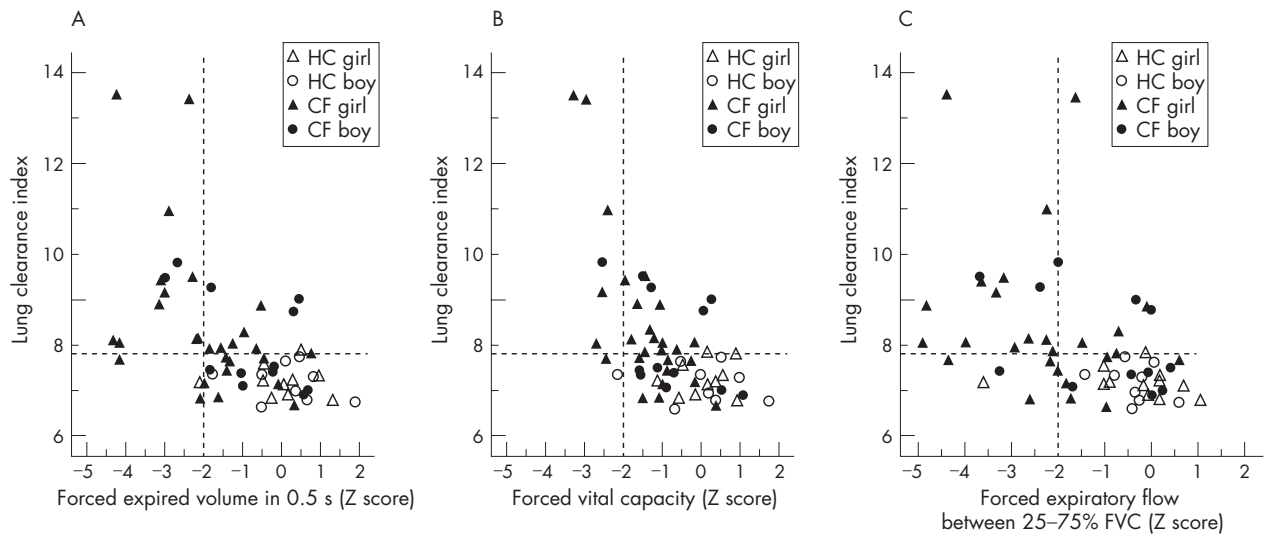 A
HC girl
HC boy
CF girl
CF boy
14
12
10
8
6
Lung clearance index
−5 −4 −3 −2 −1 0 1 2
Forced expired volume in 0.5 s (Z score)
B
HC girl
HC boy
CF girl
CF boy
14
12
10
8
6
Lung clearance index
−5 −4 −3 −2 −1 0 1 2
Forced vital capacity (Z score)
C
HC girl
HC boy
CF girl
CF boy
14
12
10
8
6
Lung clearance index
−5 −4 −3 −2 −1 0 1 2
Forced expiratory flow
between 25–75% FVC (Z score)